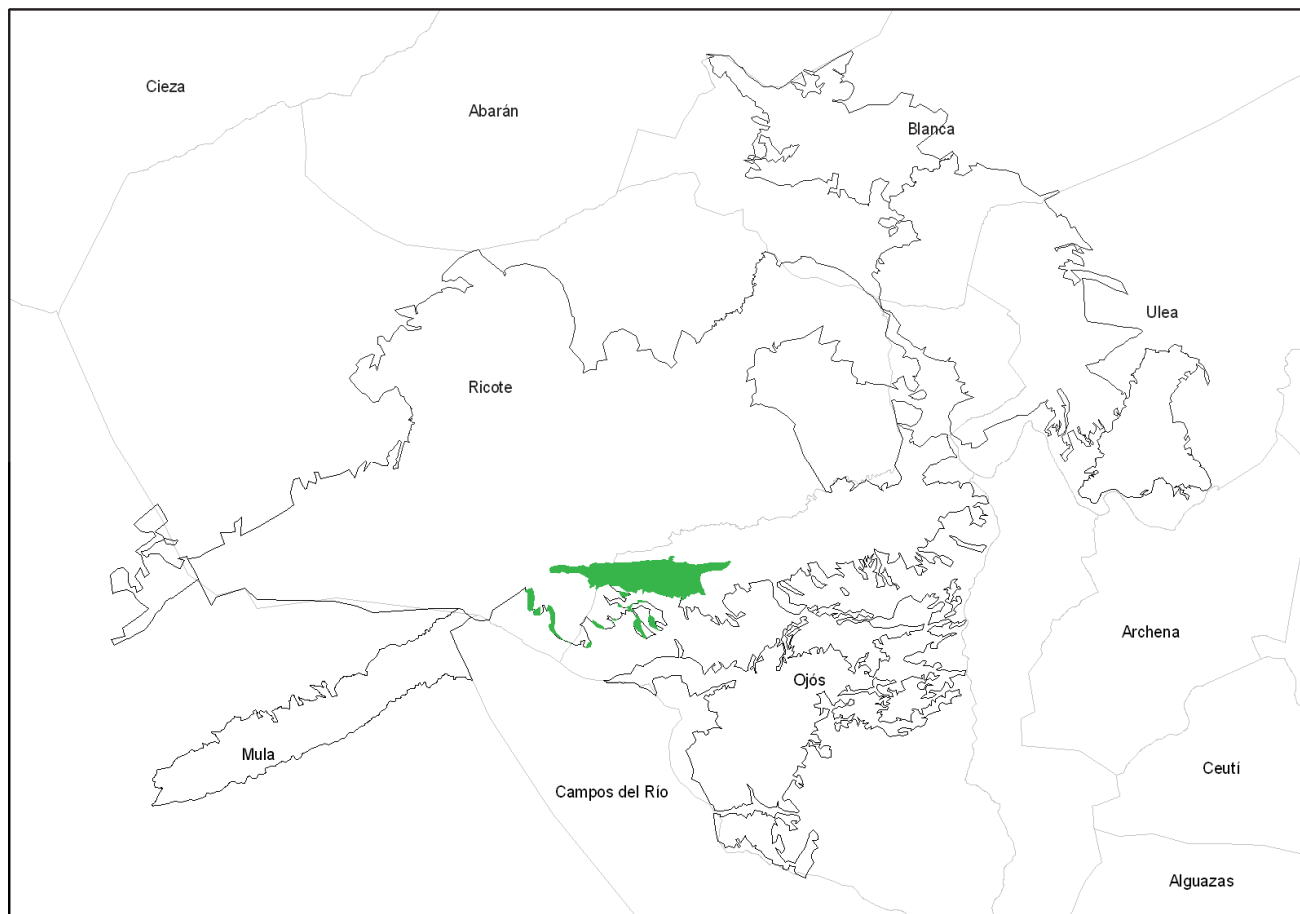 Cieza
Abarán
Blanca
Ulea
Ricote
Archena
Ojós
Mula
Ceutí
Campos del Río
Alguazas